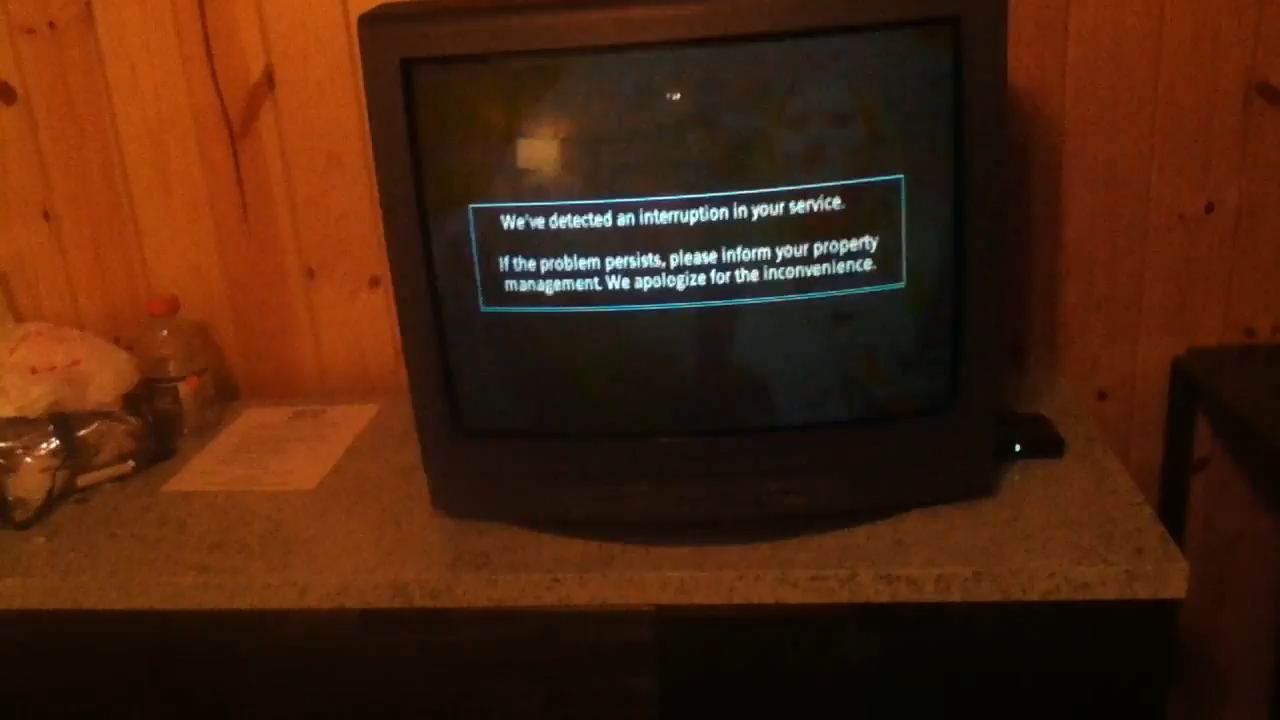 We've detected an interruption in your service.
If the problem persists, please inform your property
management. We apologize for the inconvenience.